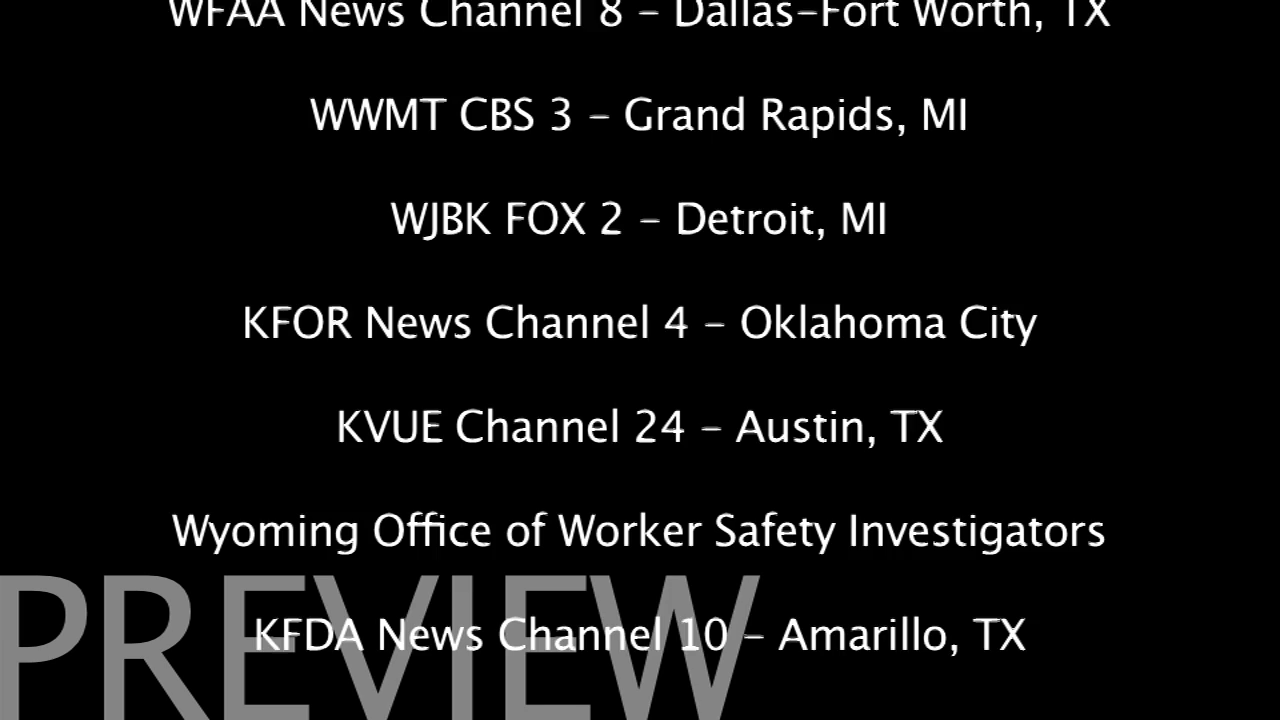 WFAA News Channel 8 – Dallas–Fort Worth, TX
WWMT CBS 3 – Grand Rapids, MI
WJBK FOX 2 – Detroit, MI
KFOR News Channel 4 – Oklahoma City
KVUE Channel 24 – Austin, TX
Wyoming Office of Worker Safety Investigators
KFDA News Channel 10 – Amarillo, TX
PREVIEW